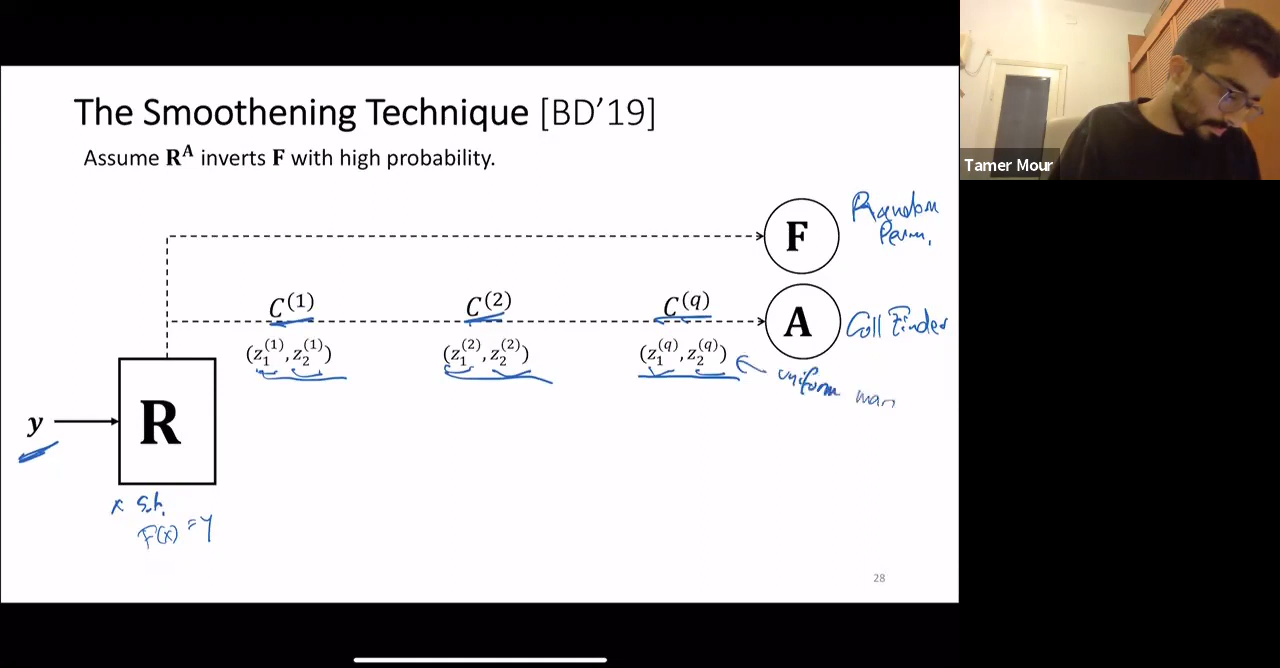 The Smoothening Technique [BD'19]
Assume R^A inverts F with high probability.
F
Random
Perm.
C^(1)
C^(2)
C^(q)
A
Coll Finder
(z_1^(1), z_2^(1))
(z_1^(2), z_2^(2))
(z_1^(q), z_2^(q))
uniform mar
y
R
x s.t.
F(x) = y
28
Tamer Mour